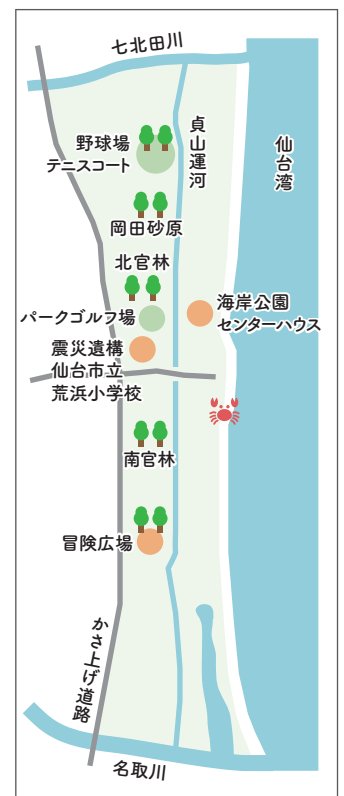 七北田川
貞山運河
仙台湾
野球場
テニスコート
岡田砂原
北官林
パークゴルフ場
海岸公園
センターハウス
震災遺構
仙台市立
荒浜小学校
南官林
冒険広場
かさ上げ道路
名取川